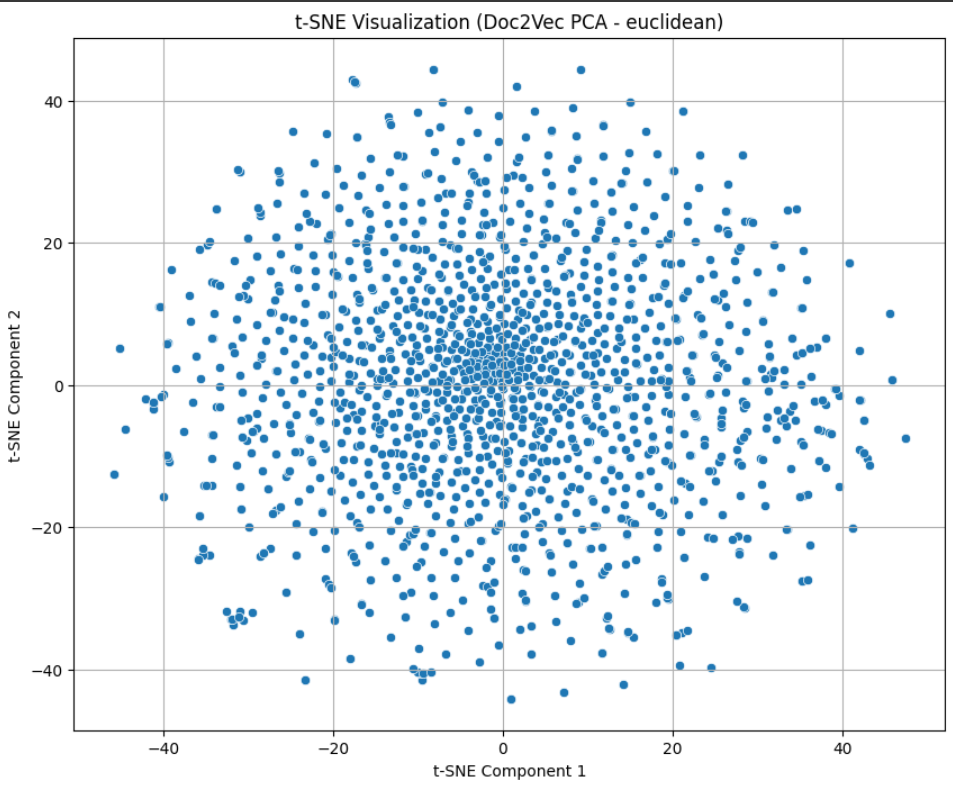 t-SNE Visualization (Doc2Vec PCA - euclidean)
40
20
0
−20
−40
t-SNE Component 2
−40 −20 0 20 40
t-SNE Component 1